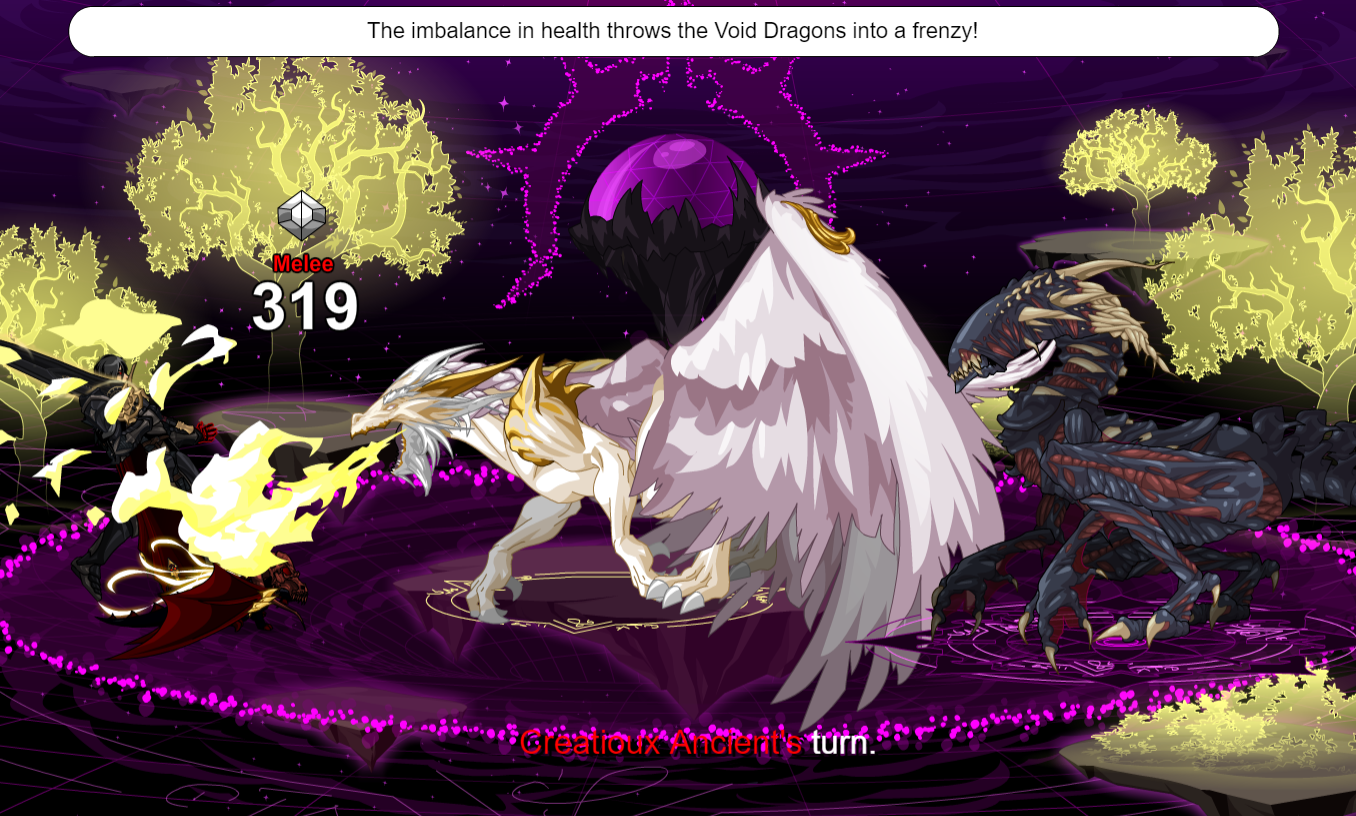 The imbalance in health throws the Void Dragons into a frenzy!
Melee
319
Creatioux Ancient's turn.